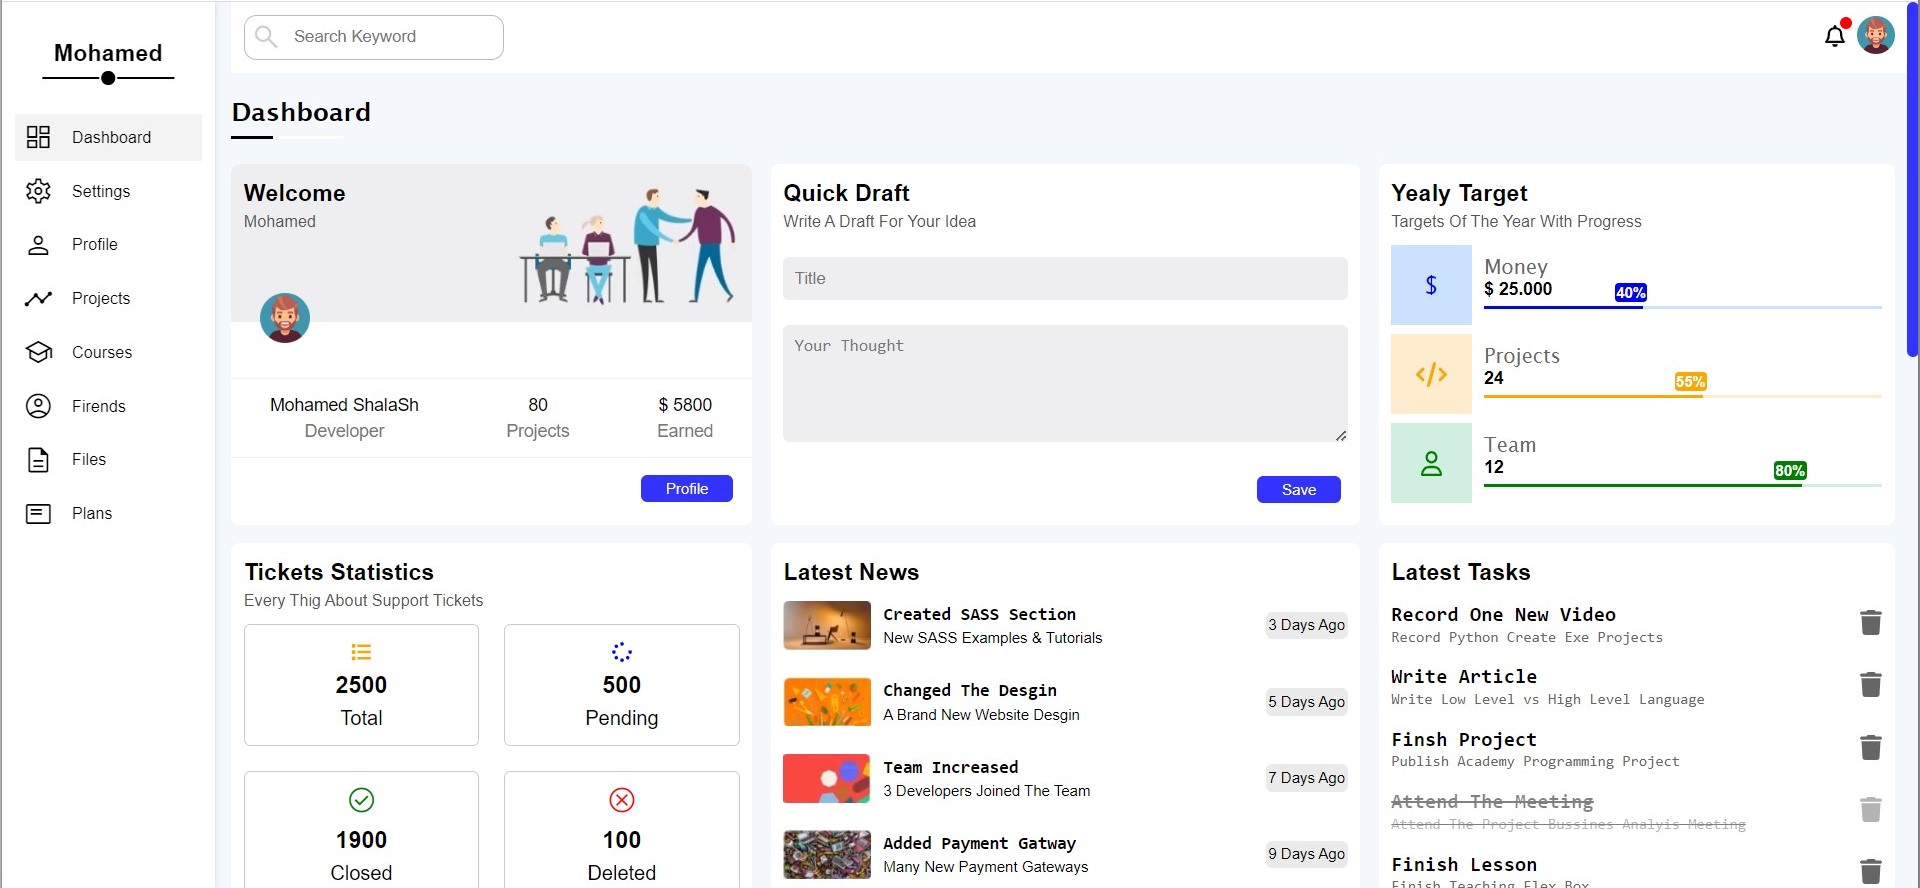 Mohamed
Dashboard
Settings
Profile
Projects
Courses
Firends
Files
Plans
Search Keyword
Dashboard
Welcome
Mohamed
Mohamed ShalaSh
Developer
80
Projects
$ 5800
Earned
Profile
Quick Draft
Write A Draft For Your Idea
Title
Your Thought
Save
Yealy Target
Targets Of The Year With Progress
$
Money
$ 25.000
40%
</>
Projects
24
55%
Team
12
80%
Tickets Statistics
Every Thig About Support Tickets
2500
Total
500
Pending
1900
Closed
100
Deleted
Latest News
Created SASS Section
New SASS Examples & Tutorials
3 Days Ago
Changed The Desgin
A Brand New Website Desgin
5 Days Ago
Team Increased
3 Developers Joined The Team
7 Days Ago
Added Payment Gatway
Many New Payment Gateways
9 Days Ago
Latest Tasks
Record One New Video
Record Python Create Exe Projects
Write Article
Write Low Level vs High Level Language
Finsh Project
Publish Academy Programming Project
Attend The Meeting
Attend The Project Bussines Analyis Meeting
Finish Lesson
Finish Teaching Flex Box